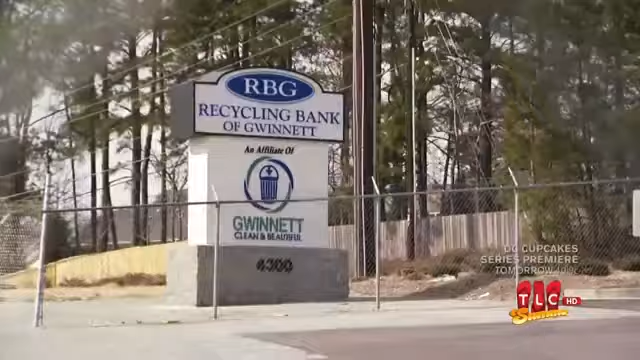 RBG
RECYCLING BANK
OF GWINNETT
An Affiliate Of
GWINNETT
CLEAN & BEAUTIFUL
4300
DC CUPCAKES
SERIES PREMIERE
TOMORROW
TLC HD